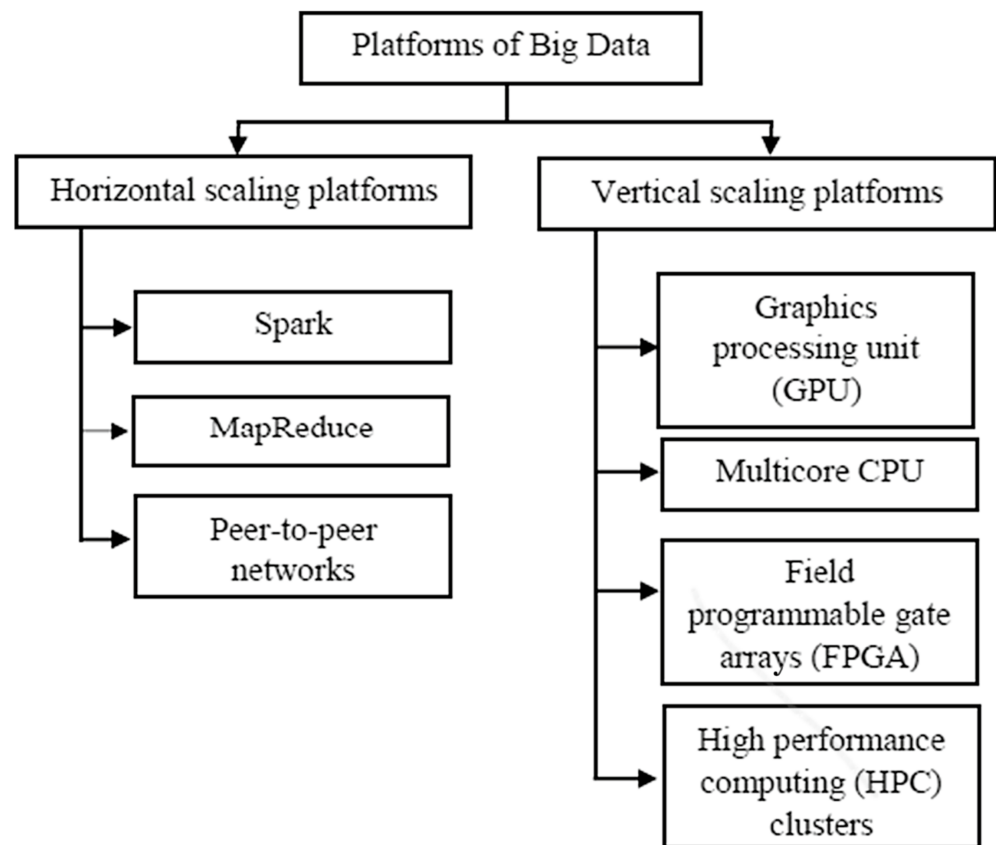 Platforms of Big Data
Horizontal scaling platforms
Spark
MapReduce
Peer-to-peer
networks
Vertical scaling platforms
Graphics
processing unit
(GPU)
Multicore CPU
Field
programmable gate
arrays (FPGA)
High performance
computing (HPC)
clusters